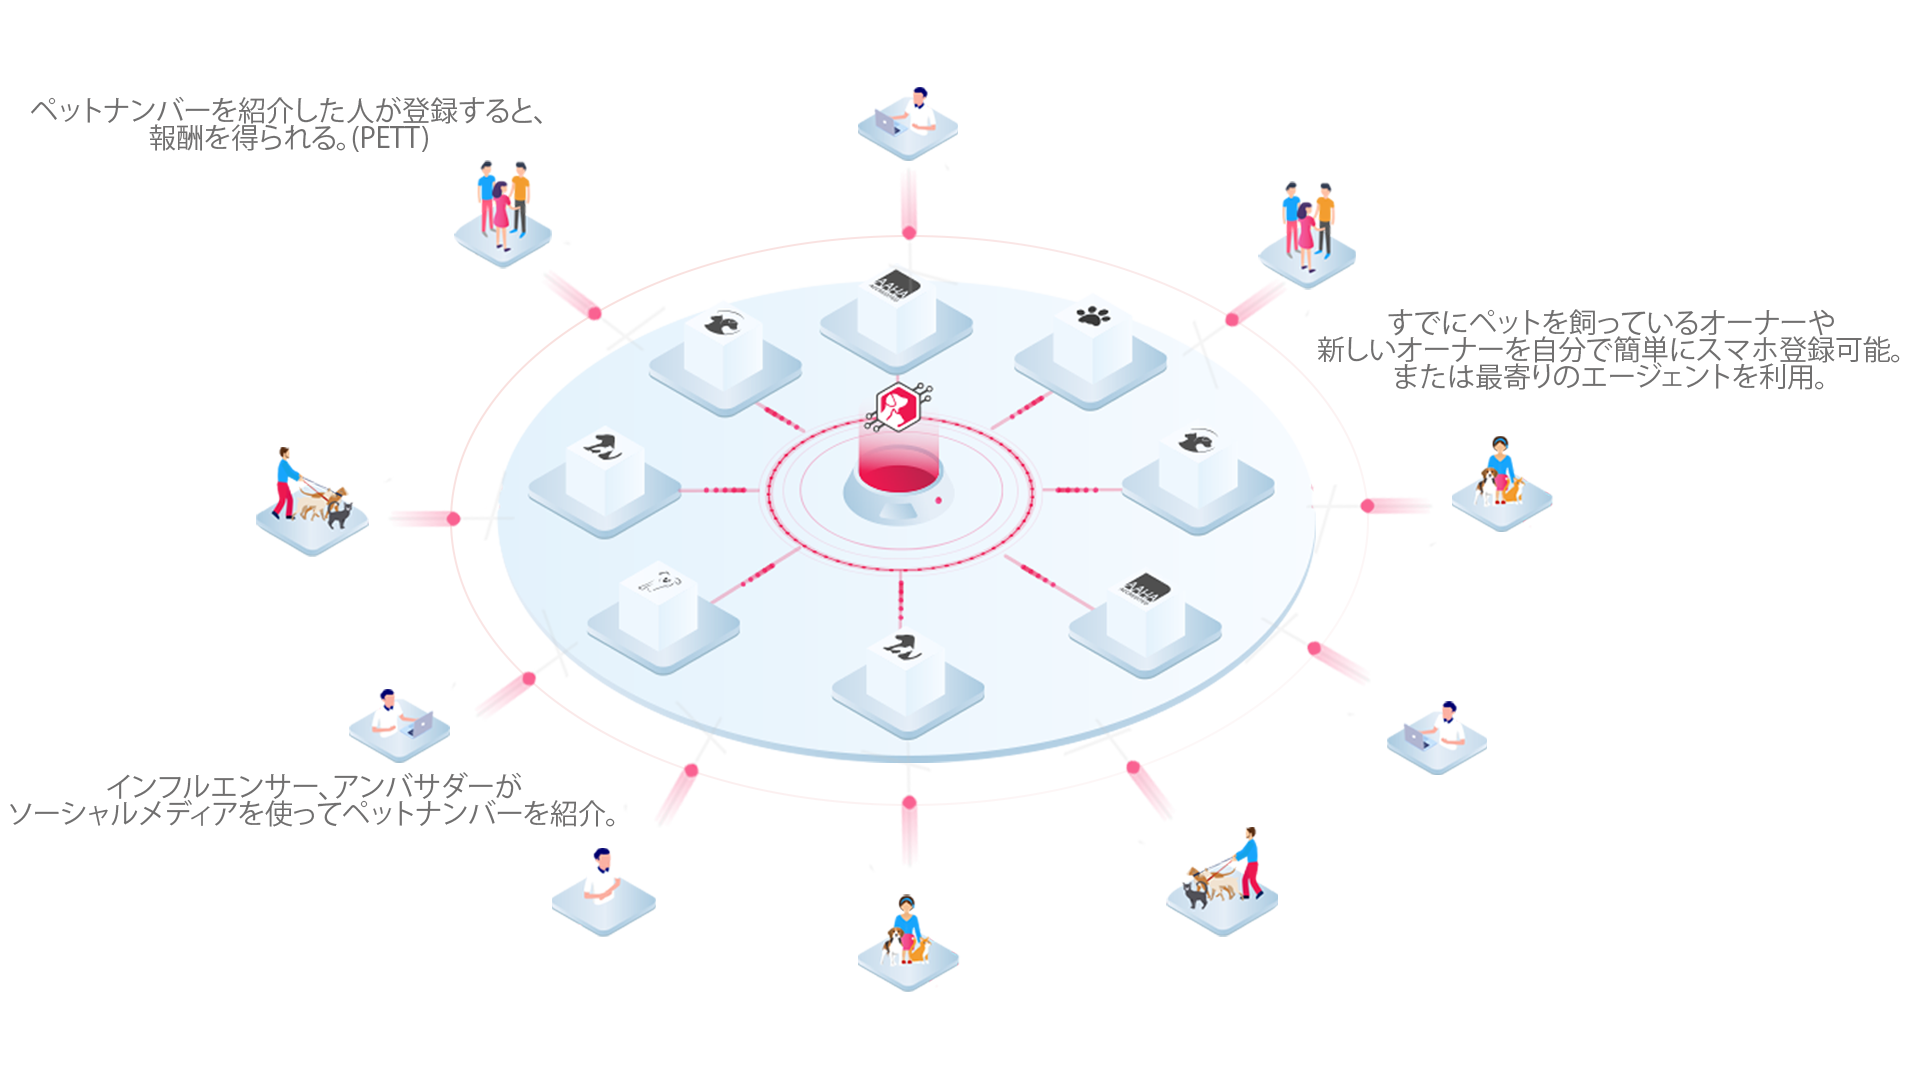 ペットナンバーを紹介した人が登録すると、
報酬を得られる。(PETT)
すでにペットを飼っているオーナーや
新しいオーナーを自分で簡単にスマホ登録可能。
または最寄りのエージェントを利用。
インフルエンサー、アンバサダーが
ソーシャルメディアを使ってペットナンバーを紹介。
AAHA
ACCREDITED
AAHA
ACCREDITED